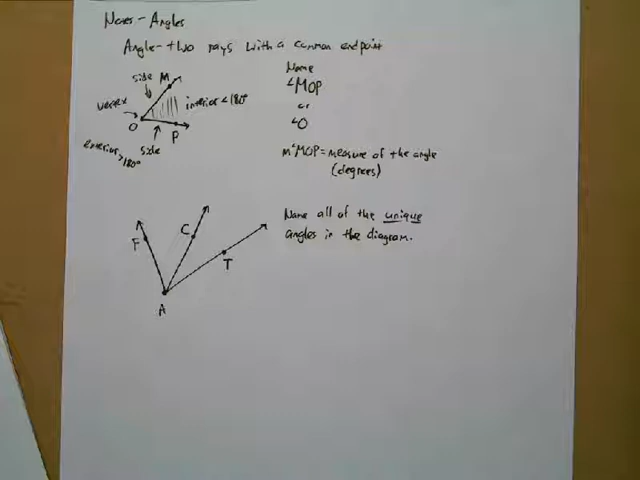 Notes - Angles
Angle - two rays with a common endpoint
side M
vertex
interior < 180°
O
P
side
exterior > 180°
Name
∠MOP
or
∠O
m∠MOP = measure of the angle
(degrees)
Name all of the unique
angles in the diagram.
F
C
T
A